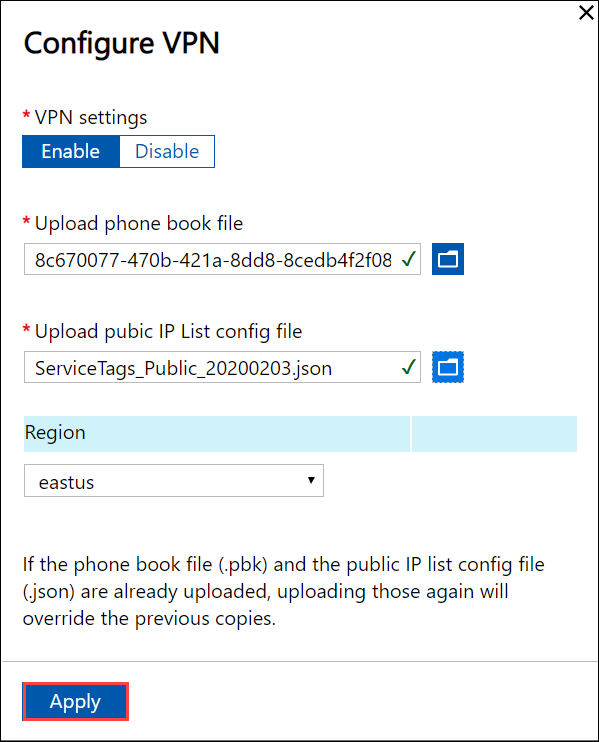 Configure VPN
* VPN settings
Enable Disable
* Upload phone book file
8c670077-470b-421a-8dd8-8cedb4f2f08
* Upload pubic IP List config file
ServiceTags_Public_20200203.json
Region
eastus
If the phone book file (.pbk) and the public IP list config file
(.json) are already uploaded, uploading those again will
override the previous copies.
Apply